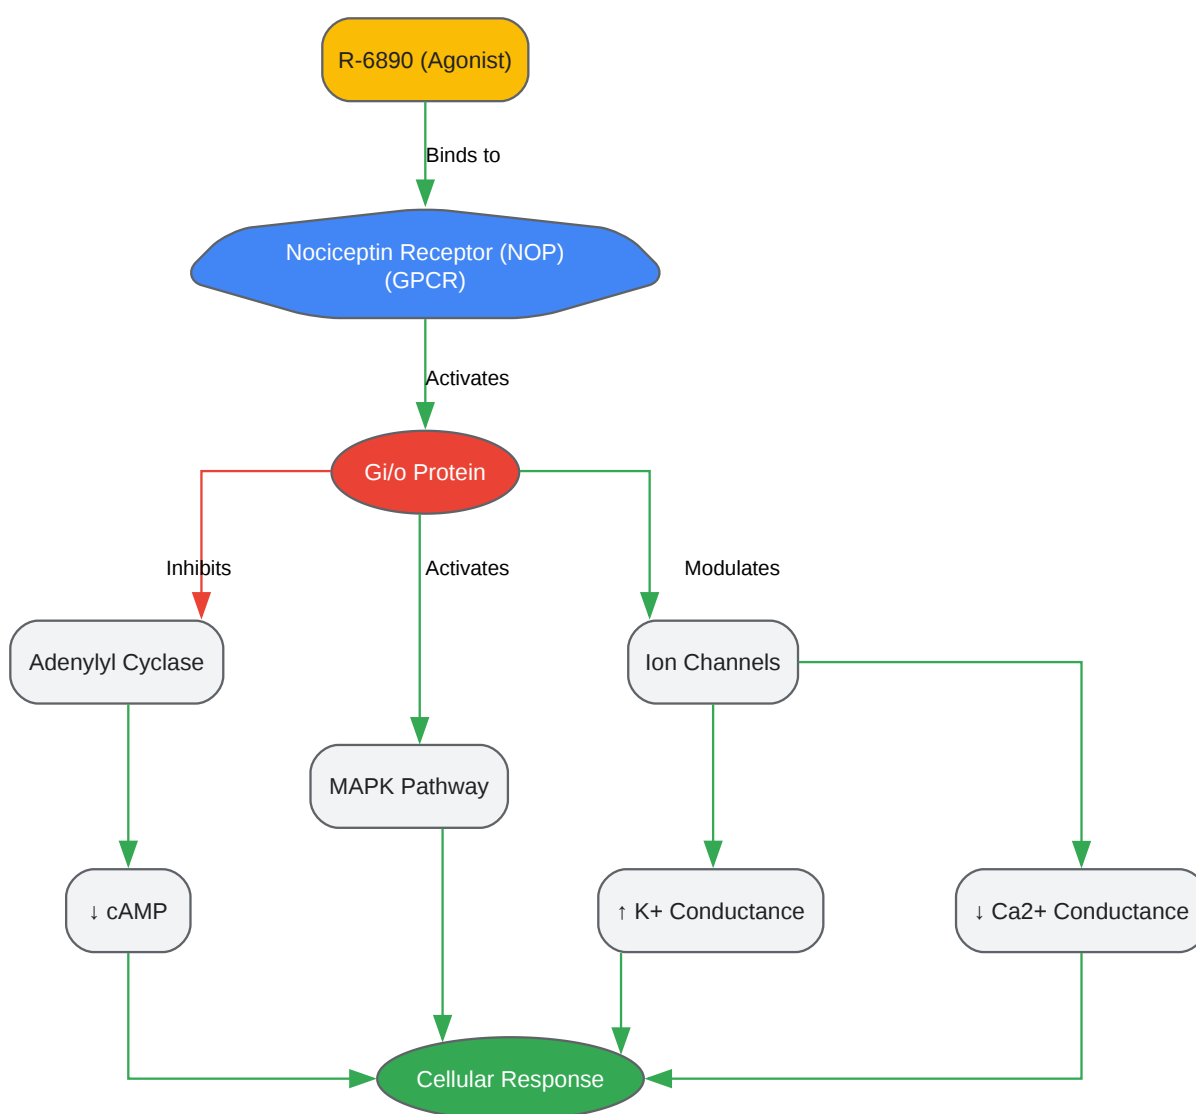 R-6890 (Agonist)
Binds to
Nociceptin Receptor (NOP)
(GPCR)
Activates
Gi/o Protein
Inhibits
Activates
Modulates
Adenylyl Cyclase
Ion Channels
MAPK Pathway
↓ cAMP
↑ K+ Conductance
↓ Ca2+ Conductance
Cellular Response